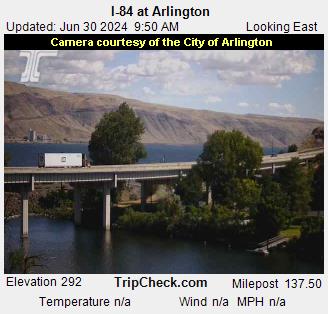 I-84 at Arlington
Updated: Jun 30 2024 9:50 AM Looking East
Camera courtesy of the City of Arlington
Elevation 292 TripCheck.com Milepost 137.50
Temperature n/a Wind n/a MPH n/a